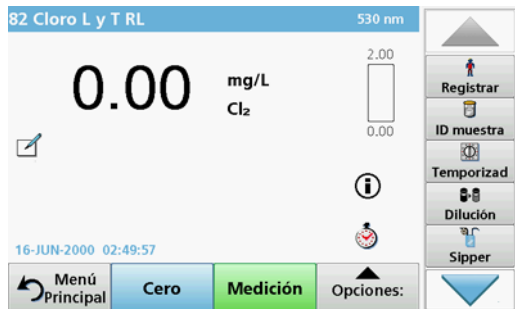 82 Cloro L y T RL
530 nm
0.00
mg/L
Cl₂
2.00
0.00
16-JUN-2000 02:49:57
Menú
Principal
Cero
Medición
Opciones:
Registrar
ID muestra
Temporizad
Dilución
Sipper